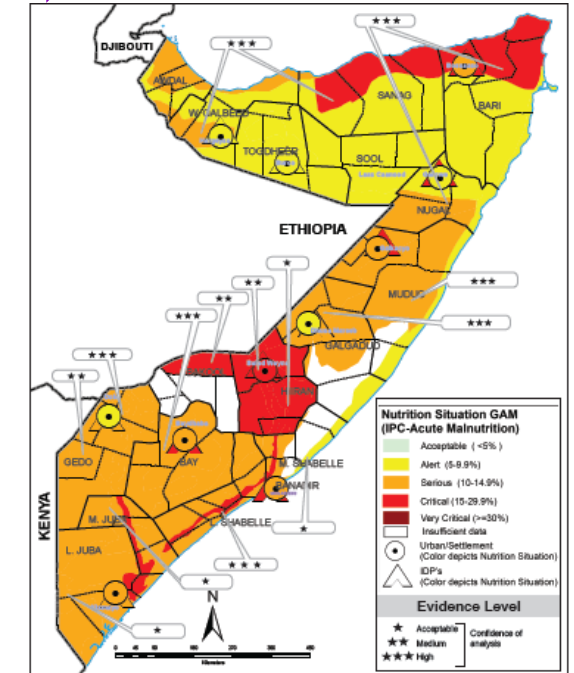 DJIBOUTI
★★★
★★★
AWDAL
SANAG
BARI
W. GALBEED
TOGDHEER
SOOL
NUGAL
ETHIOPIA
★
★★
MUDUG
★★★
★★
★★★
★★★
GALGADUD
★★★
★★
HIRAN
GEDO
BAY
M. SHABELLE
BANADIR
KENYA
M. JUBA
L. SHABELLE
★
L. JUBA
★★★
★
N
★
Nutrition Situation GAM
(IPC-Acute Malnutrition)
Acceptable ( <5% )
Alert (5-9.9%)
Serious (10-14.9%)
Critical (15-29.9%)
Very Critical (>=30%)
Insufficient data
Urban/Settlement
(Color depicts Nutrition Situation)
IDP's
(Color depicts Nutrition Situation)
Evidence Level
★ Acceptable
★★ Medium
★★★ High
Confidence of
analysis